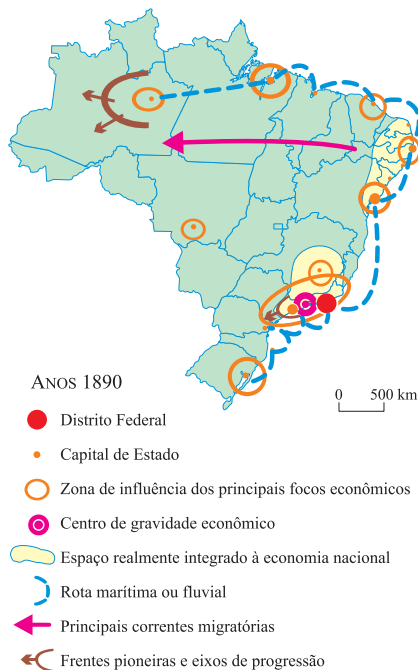 ANOS 1890
0 500 km
Distrito Federal
Capital de Estado
Zona de influência dos principais focos econômicos
Centro de gravidade econômico
Espaço realmente integrado à economia nacional
Rota marítima ou fluvial
Principais correntes migratórias
Frentes pioneiras e eixos de progressão